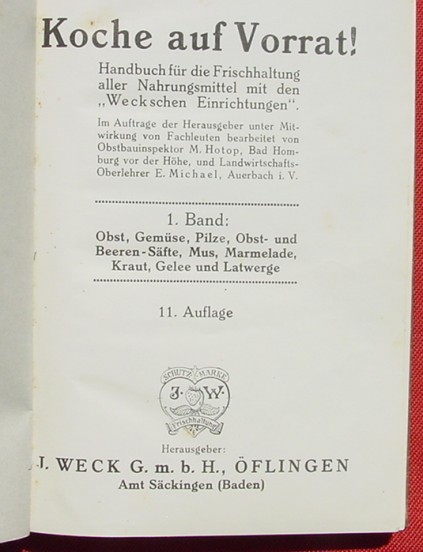 Koche auf Vorrat!
Handbuch für die Frischhaltung
aller Nahrungsmittel mit den
„Weckschen Einrichtungen“.
Im Auftrage der Herausgeber unter Mit-
wirkung von Fachleuten bearbeitet von
Obstbauinspektor M. Hotop, Bad Hom-
burg vor der Höhe, und Landwirtschafts-
Oberlehrer E. Michael, Auerbach i. V.
1. Band:
Obst, Gemüse, Pilze, Obst- und
Beeren-Säfte, Mus, Marmelade,
Kraut, Gelee und Latwerge
11. Auflage
SCHUTZ MARKE
J. W.
Frischhaltung
Herausgeber:
J. WECK G. m. b. H., ÖFLINGEN
Amt Säckingen (Baden)